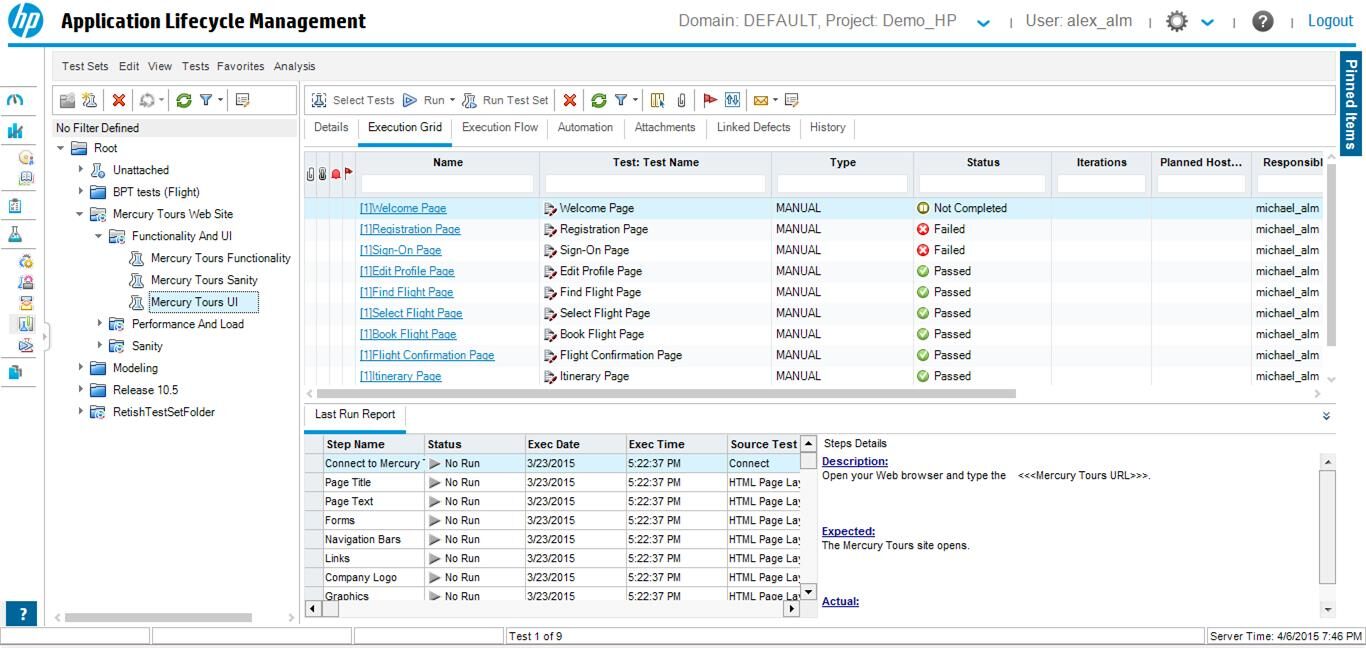 hp Application Lifecycle Management Domain: DEFAULT, Project: Demo_HP User: alex_alm ? Logout
Pinned Items
Test Sets Edit View Tests Favorites Analysis
Select Tests Run Run Test Set
No Filter Defined
Root
Unattached
BPT tests (Flight)
Mercury Tours Web Site
Functionality And UI
Mercury Tours Functionality
Mercury Tours Sanity
Mercury Tours UI
Performance And Load
Sanity
Modeling
Release 10.5
RetishTestSetFolder
Details Execution Grid Execution Flow Automation Attachments Linked Defects History
Name Test: Test Name Type Status Iterations Planned Host... Responsibl
[1]Welcome Page Welcome Page MANUAL Not Completed michael_alm
[1]Registration Page Registration Page MANUAL Failed michael_alm
[1]Sign-On Page Sign-On Page MANUAL Failed michael_alm
[1]Edit Profile Page Edit Profile Page MANUAL Passed michael_alm
[1]Find Flight Page Find Flight Page MANUAL Passed michael_alm
[1]Select Flight Page Select Flight Page MANUAL Passed michael_alm
[1]Book Flight Page Book Flight Page MANUAL Passed michael_alm
[1]Flight Confirmation Page Flight Confirmation Page MANUAL Passed michael_alm
[1]Itinerary Page Itinerary Page MANUAL Passed michael_alm
Last Run Report
Step Name Status Exec Date Exec Time Source Test
Connect to Mercury T No Run 3/23/2015 5:22:37 PM Connect
Page Title No Run 3/23/2015 5:22:37 PM HTML Page Lay
Page Text No Run 3/23/2015 5:22:37 PM HTML Page Lay
Forms No Run 3/23/2015 5:22:37 PM HTML Page Lay
Navigation Bars No Run 3/23/2015 5:22:37 PM HTML Page Lay
Links No Run 3/23/2015 5:22:37 PM HTML Page Lay
Company Logo No Run 3/23/2015 5:22:37 PM HTML Page Lay
Graphics No Run 3/23/2015 5:22:37 PM HTML Page Lay
Steps Details
Description:
Open your Web browser and type the <<<Mercury Tours URL>>>.
Expected:
The Mercury Tours site opens.
Actual:
?
Test 1 of 9
Server Time: 4/6/2015 7:46 PM